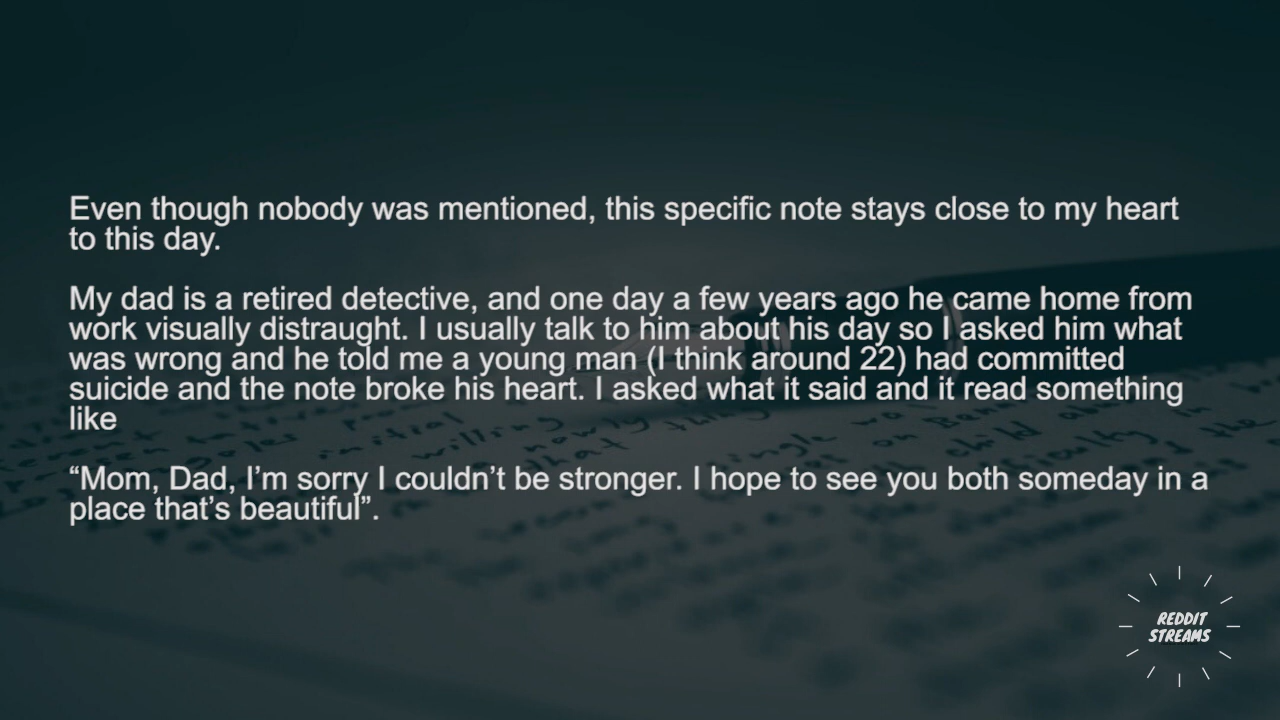 Even though nobody was mentioned, this specific note stays close to my heart
to this day.
My dad is a retired detective, and one day a few years ago he came home from
work visually distraught. I usually talk to him about his day so I asked him what
was wrong and he told me a young man (I think around 22) had committed
suicide and the note broke his heart. I asked what it said and it read something
like
“Mom, Dad, I’m sorry I couldn’t be stronger. I hope to see you both someday in a
place that’s beautiful”.
REDDIT
STREAMS